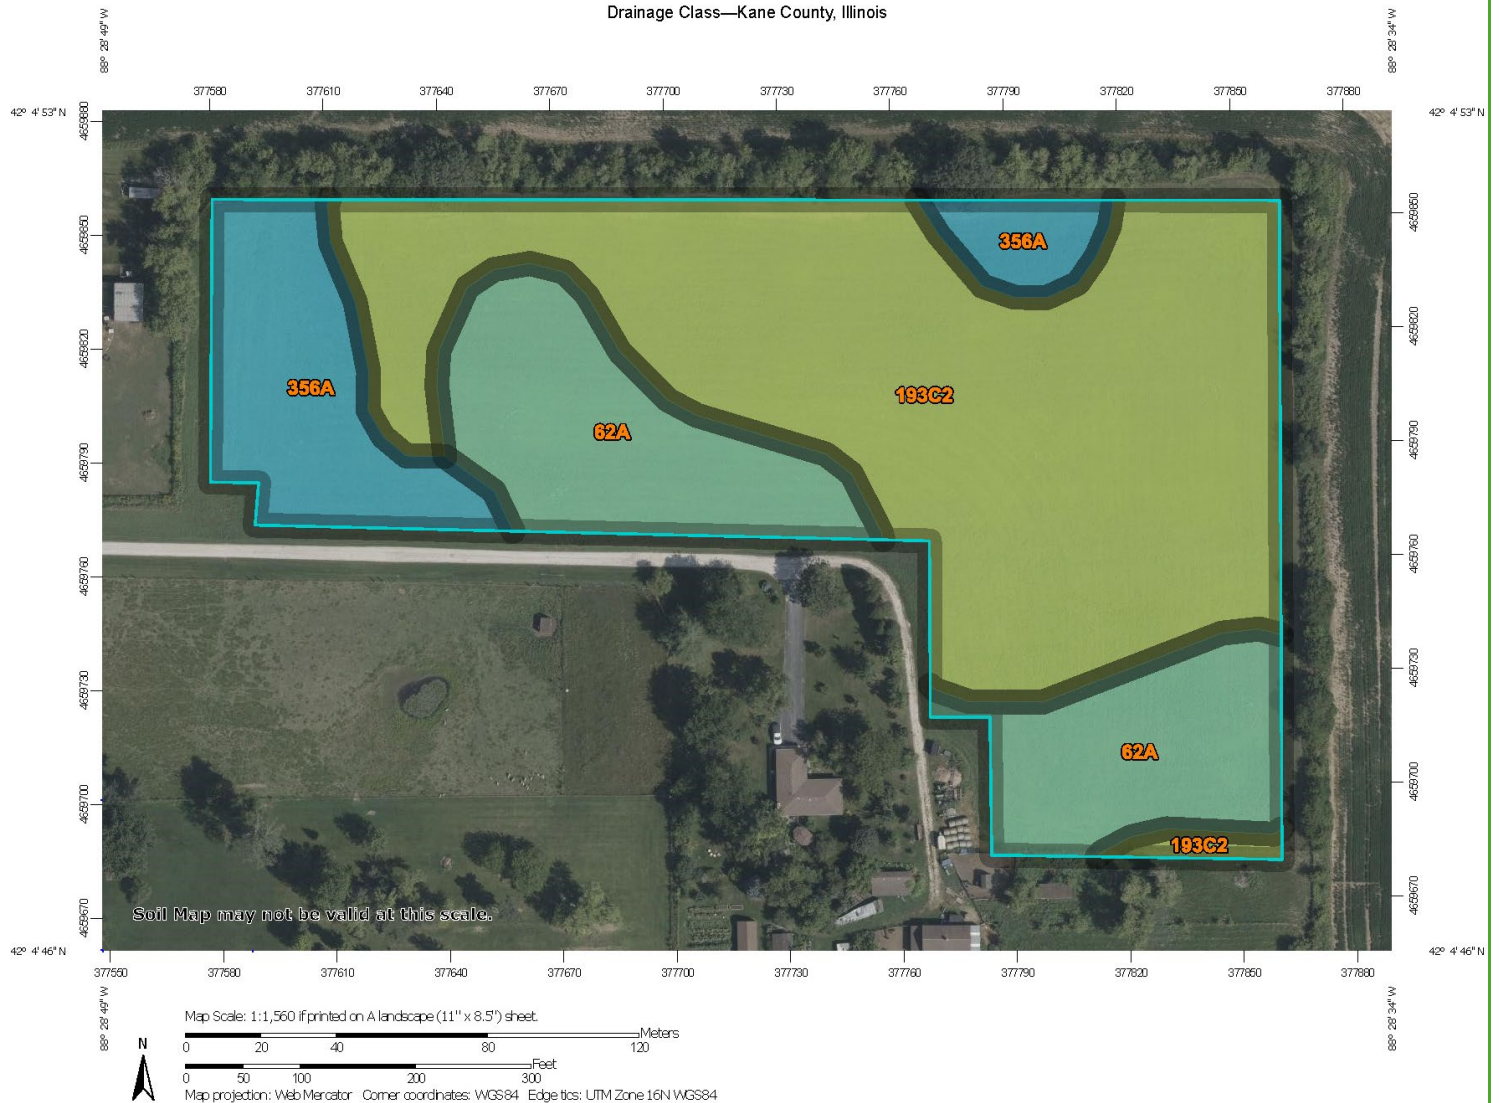 Drainage Class—Kane County, Illinois
88° 28' 49" W
88° 28' 34" W
377580 377610 377640 377670 377700 377730 377760 377790 377820 377850 377880
42° 4' 53" N
42° 4' 53" N
4659880
4659850
4659820
4659790
4659760
4659730
4659700
4659670
4659850
4659820
4659790
4659760
4659730
4659700
4659670
356A
356A
193C2
62A
62A
193C2
Soil Map may not be valid at this scale.
42° 4' 46" N
42° 4' 46" N
377550 377580 377610 377640 377670 377700 377730 377760 377790 377820 377850 377880
88° 28' 49" W
88° 28' 34" W
Map Scale: 1:1,560 if printed on A landscape (11" x 8.5") sheet.
N
Meters
0 20 40 80 120
Feet
0 50 100 200 300
Map projection: Web Mercator Corner coordinates: WGS84 Edge tics: UTM Zone 16N WGS84